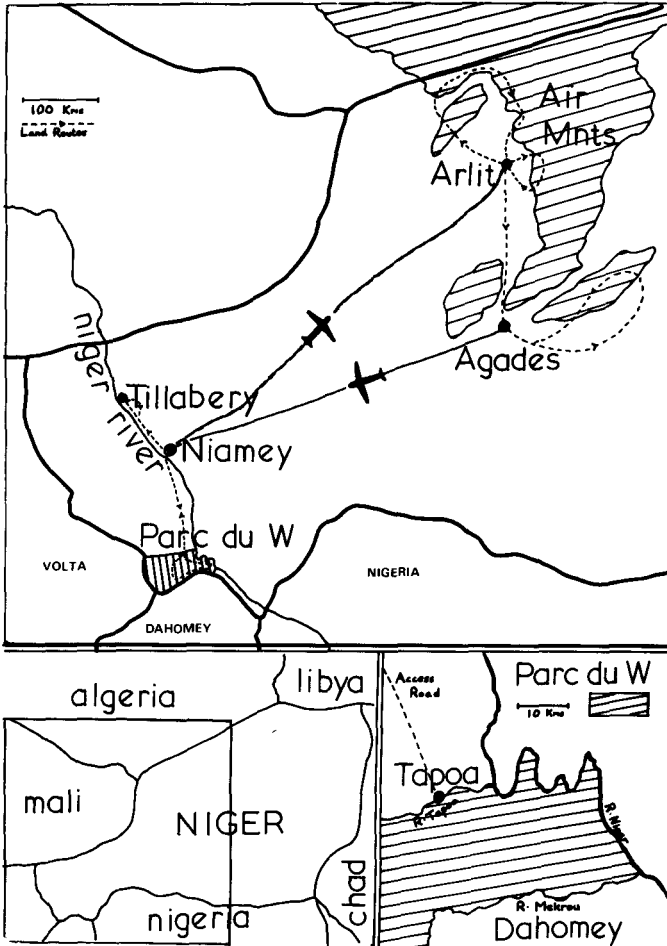 100 Kms
Land Routes
Air
Mnts
Arlit
Agades
niger
river
Tillabery
Niamey
Parc du W
VOLTA
NIGERIA
DAHOMEY
algeria
libya
mali
NIGER
chad
nigeria
Access
Road
Parc du W
10 Kms
Tapoa
R. Tapoa
R. Niger
R. Mekrou
Dahomey